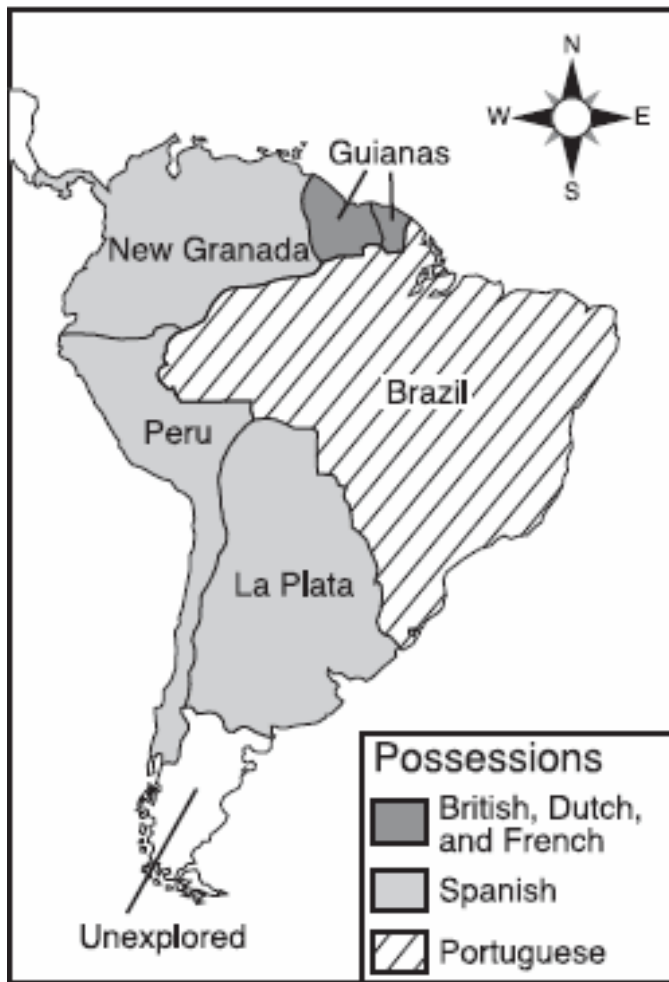 N
W E
S
Guianas
New Granada
Brazil
Peru
La Plata
Unexplored
Possessions
British, Dutch,
and French
Spanish
Portuguese